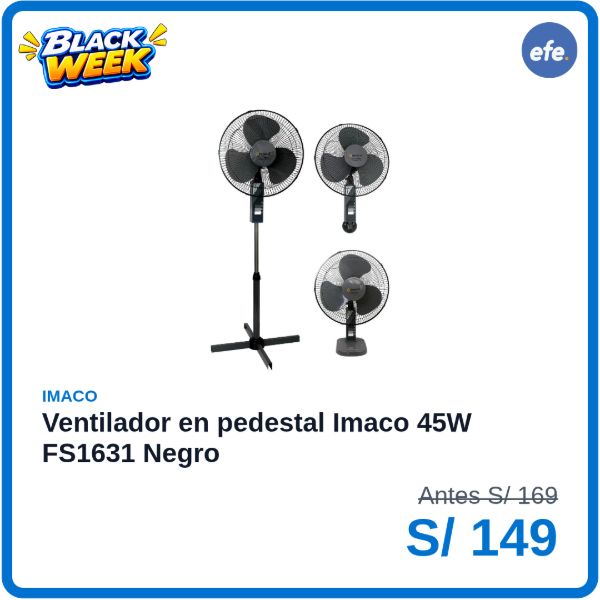 BLACK
WEEK
efe.
IMACO
Ventilador en pedestal Imaco 45W
FS1631 Negro
Antes S/ 169
S/ 149